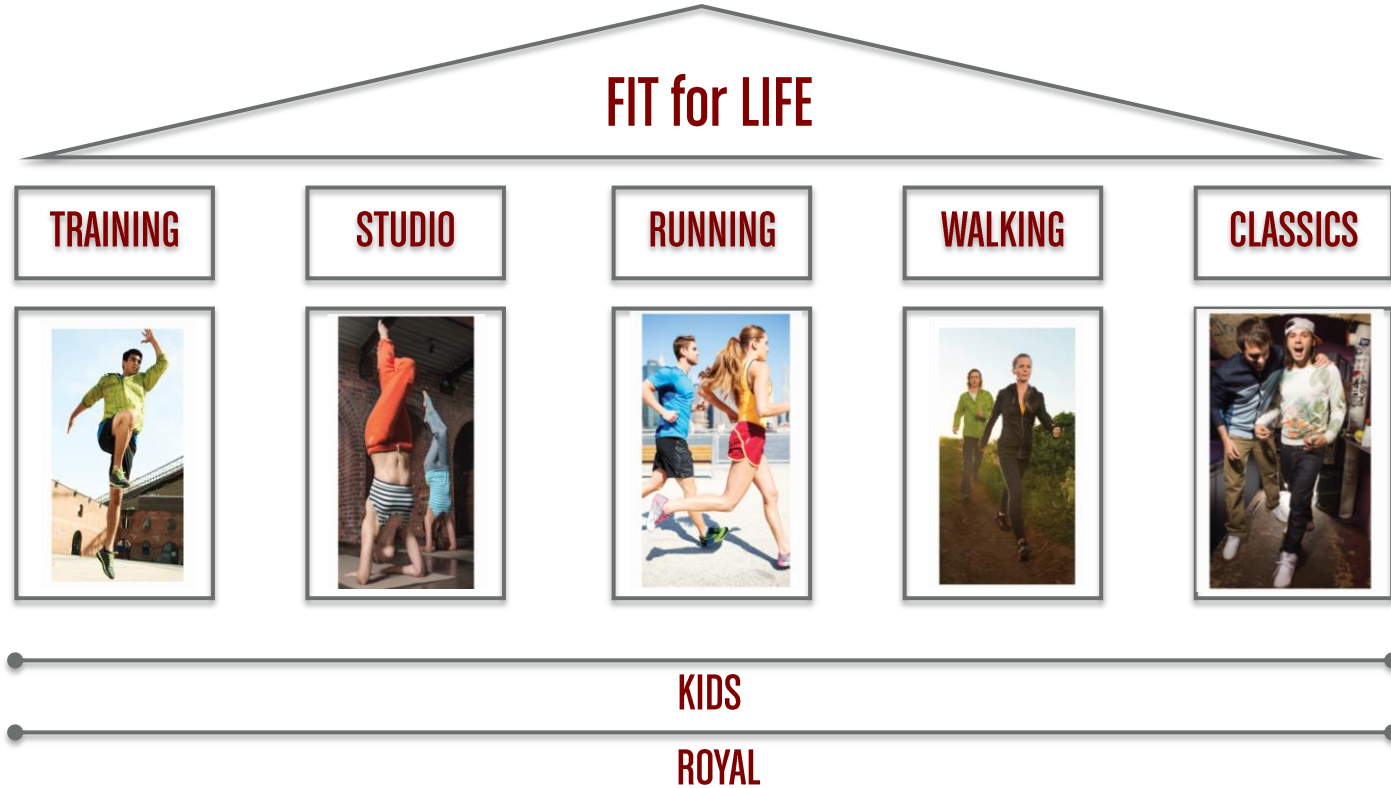 FIT for LIFE
TRAINING
STUDIO
RUNNING
WALKING
CLASSICS
KIDS
ROYAL